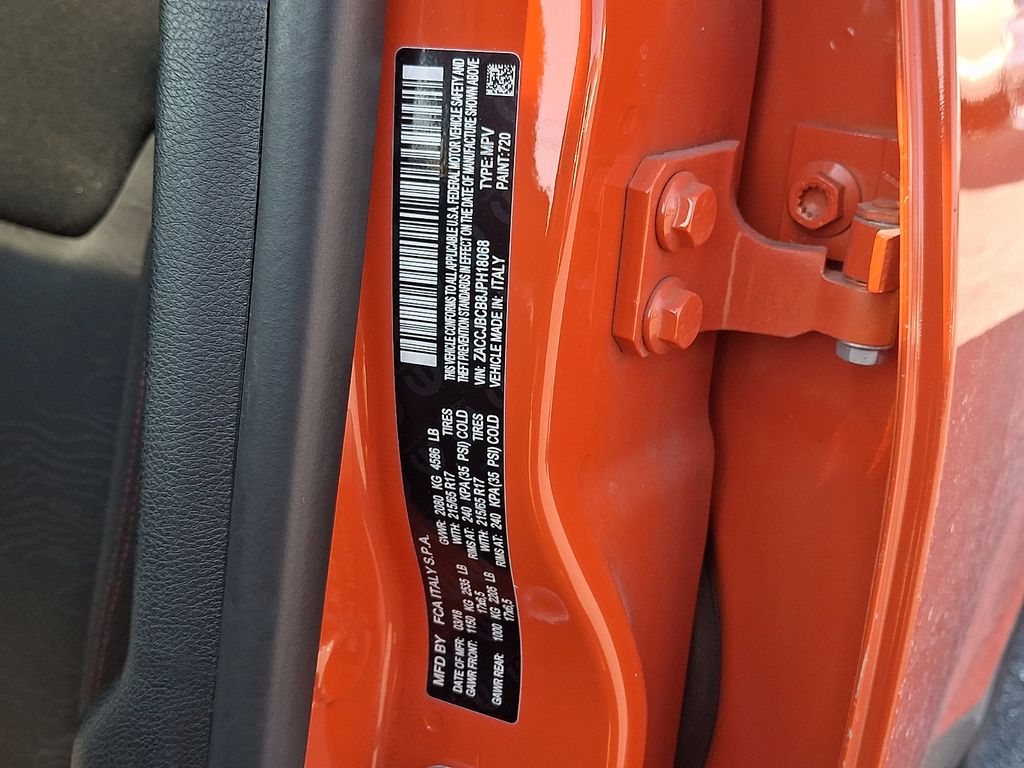 MFD BY FCA ITALY S.P.A.
DATE OF MFR: 03/18 GVWR: 2080 KG 4586 LB
GAWR FRONT: 1150 KG 2535 LB WITH: 215/65 R17 TIRES
17x6,5 RIMS AT: 240 KPA(35 PSI) COLD
GAWR REAR: 1000 KG 2205 LB WITH: 215/65 R17 TIRES
17x6,5 RIMS AT: 240 KPA(35 PSI) COLD
THIS VEHICLE CONFORMS TO ALL APPLICABLE U.S.A. FEDERAL MOTOR VEHICLE SAFETY AND
THEFT PREVENTION STANDARDS IN EFFECT ON THE DATE OF MANUFACTURE SHOWN ABOVE
VIN: ZACCJBCB8JPH18068 TYPE:MPV
VEHICLE MADE IN: ITALY PAINT:720